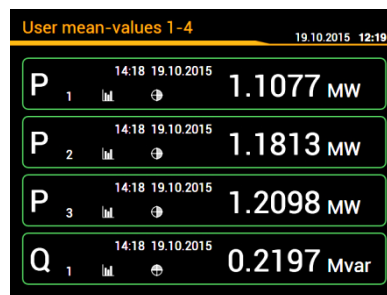 User mean-values 1-4
19.10.2015 12:19
14:18 19.10.2015
P 1 1.1077 MW
14:18 19.10.2015
P 2 1.1813 MW
14:18 19.10.2015
P 3 1.2098 MW
14:18 19.10.2015
Q 1 0.2197 Mvar